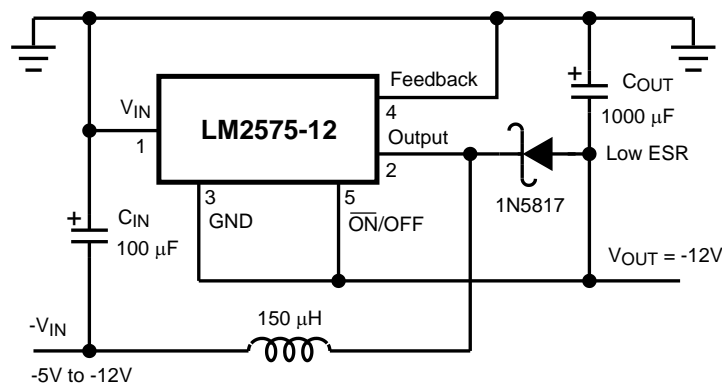 Feedback
+
COUT
VIN
4
1000 μF
LM2575-12
Output
1
2
Low ESR
3
5
1N5817
+
CIN
GND
ON/OFF
100 μF
VOUT = -12V
150 μH
-VIN
-5V to -12V